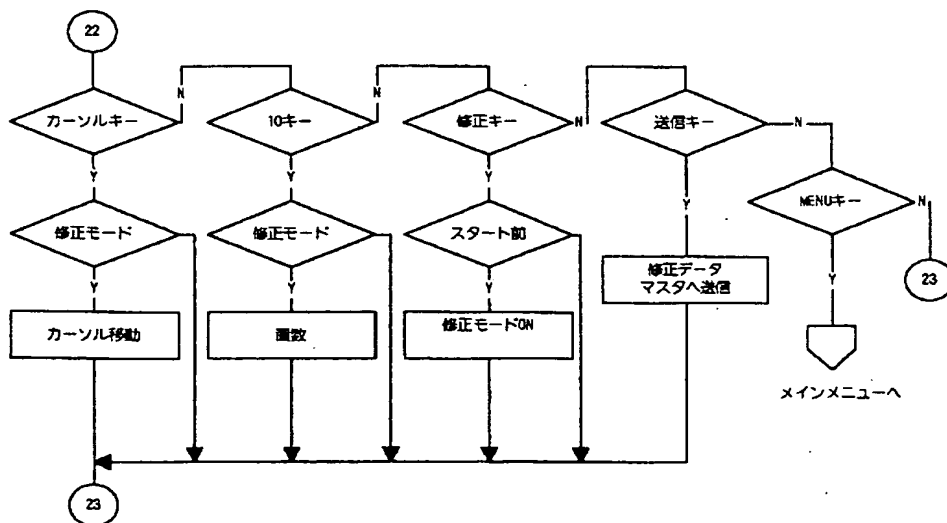 22
カーソルキー
N
10キー
N
修正キー
N
送信キー
N
Y
Y
Y
Y
MENUキー
N
修正モード
修正モード
スタート前
Y
Y
Y
修正データ
マスタへ送信
Y
23
カーソル移動
置数
修正モードON
メインメニューへ
23